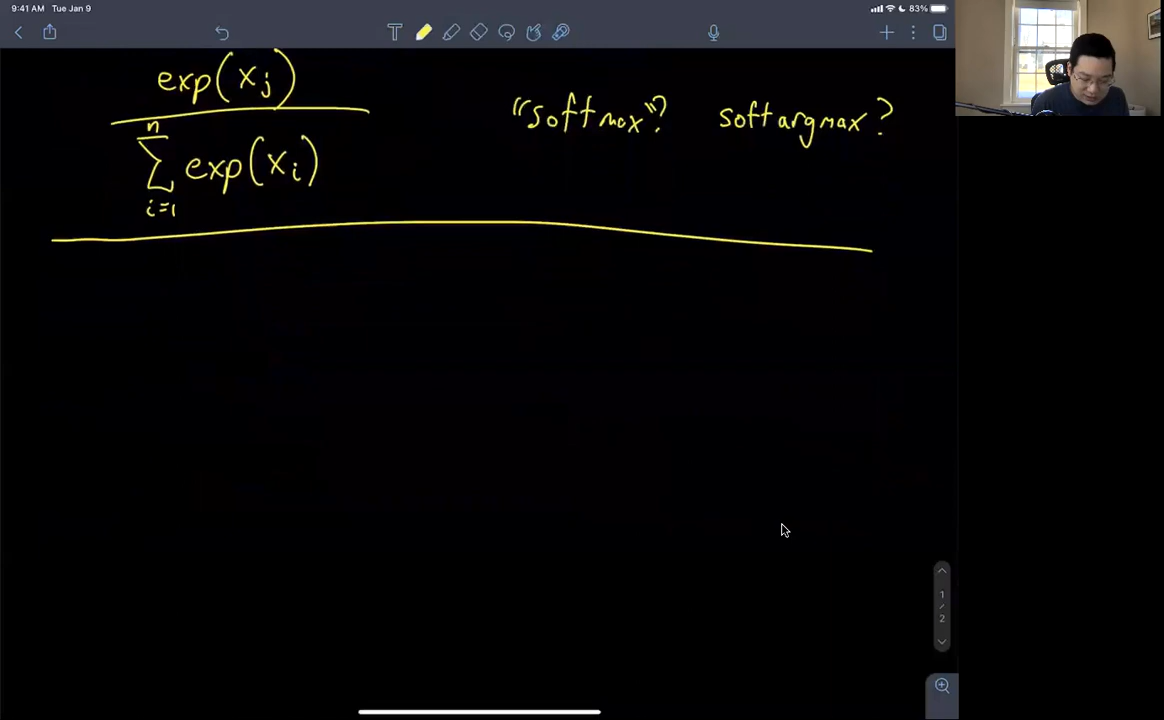 9:41 AM Tue Jan 9
83%
exp(xj)
n
∑ exp(xi)
i=1
"softmax"? softargmax?
1
/
2